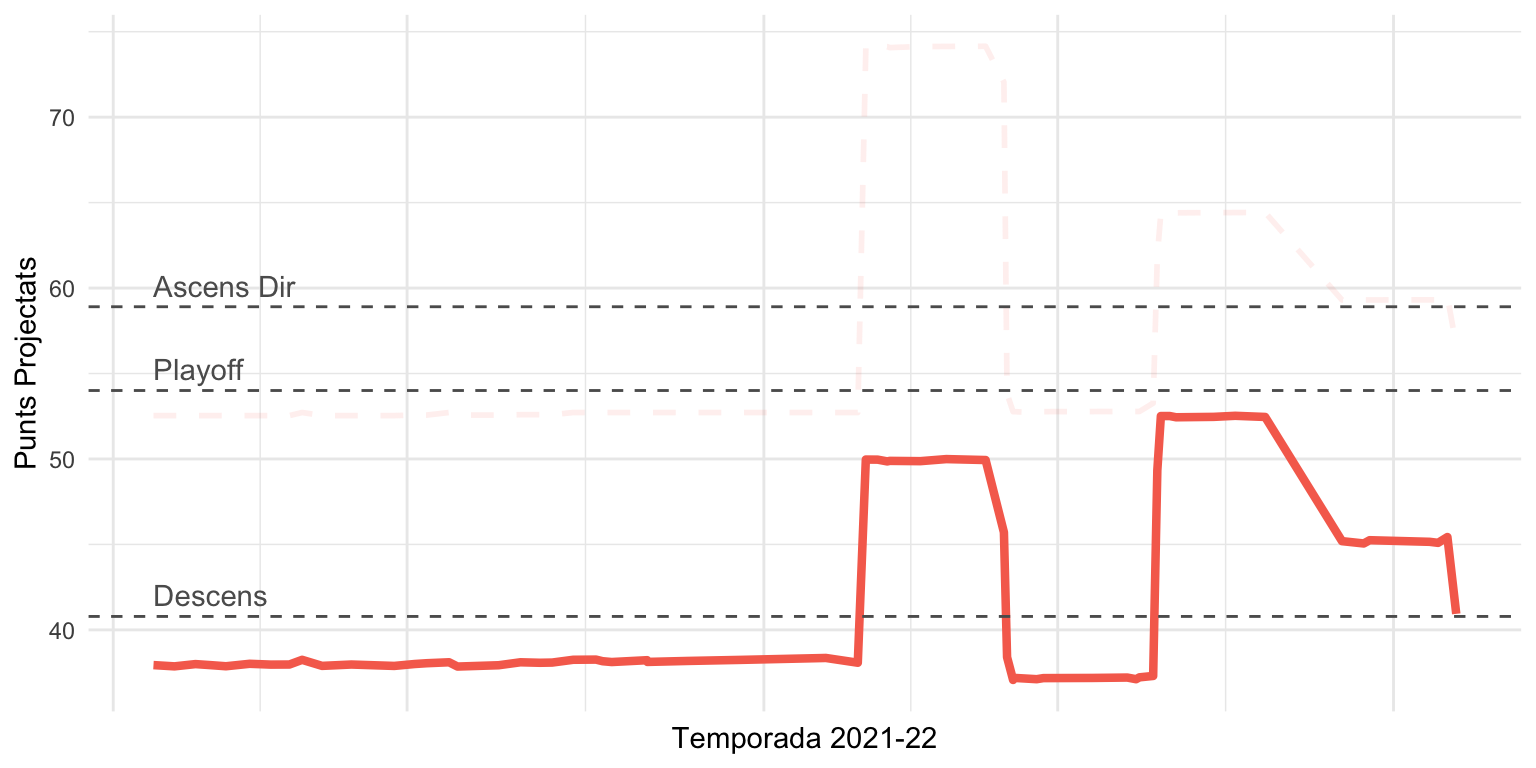 70
60
50
40
Punts Projectats
Ascens Dir
Playoff
Descens
Temporada 2021-22